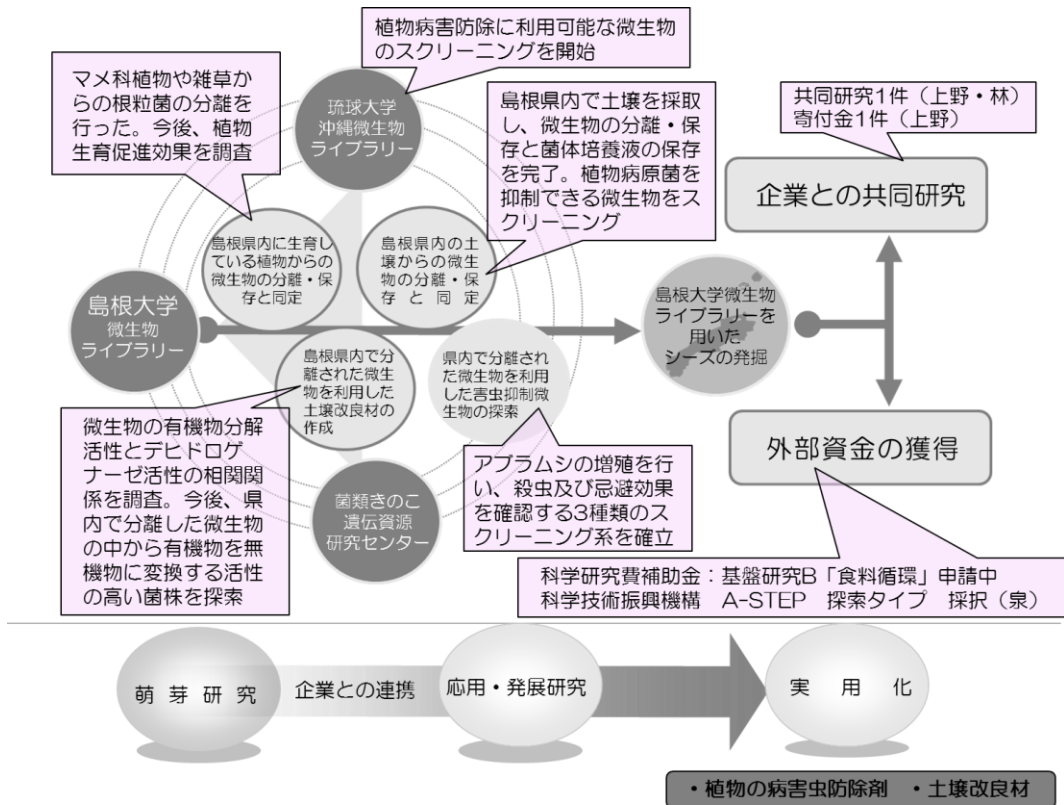 植物病害防除に利用可能な微生物
のスクリーニングを開始
マメ科植物や雑草か
らの根粒菌の分離を
行った。今後、植物
生育促進効果を調査
琉球大学
沖縄微生物
ライブラリー
島根県内で土壌を採取
し、微生物の分離・保
存と菌体培養液の保存
を完了。植物病原菌を
抑制できる微生物をス
クリーニング
共同研究1件（上野・林）
寄付金1件（上野）
企業との共同研究
島根県内に生育し
ている植物からの
微生物の分離・保
存と同定
島根県内の土
壌からの微生
物の分離・保
存と同定
島根大学
微生物
ライブラリー
島根大学微生物
ライブラリーを
用いた
シーズの発掘
島根県内で分
離された微生
物を利用した
土壌改良材の
作成
県内で分離され
た微生物を利用
した害虫抑制微
生物の探索
外部資金の獲得
微生物の有機物分解
活性とデヒドロゲ
ナーゼ活性の相関関
係を調査。今後、県
内で分離した微生物
の中から有機物を無
機物に変換する活性
の高い菌株を探索
菌類きのこ
遺伝資源
研究センター
アブラムシの増殖を行
い、殺虫及び忌避効果
を確認する3種類のス
クリーニング系を確立
科学研究費補助金：基盤研究B「食料循環」申請中
科学技術振興機構　A-STEP　探索タイプ　採択（泉）
萌芽研究
企業との連携
応用・発展研究
実用化
・植物の病害虫防除剤　・土壌改良材